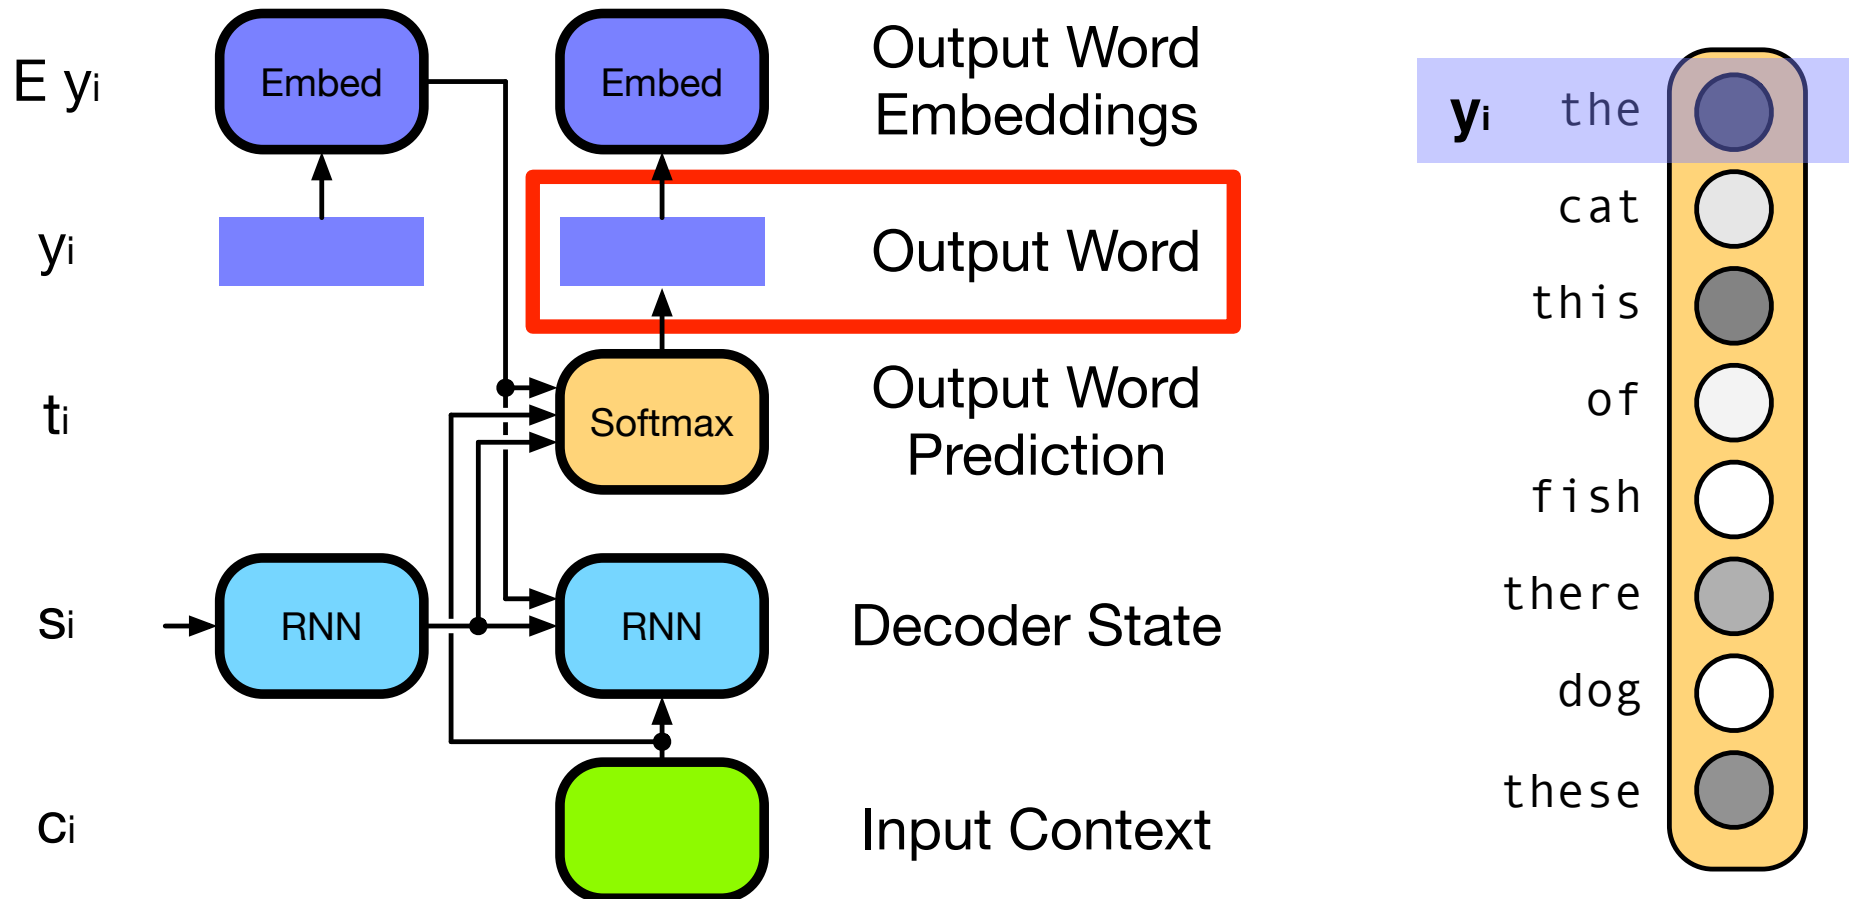 E yi
Embed
Embed
Output Word
Embeddings
yi
Output Word
ti
Softmax
Output Word
Prediction
si
RNN
RNN
Decoder State
ci
Input Context
yi the
cat
this
of
fish
there
dog
these